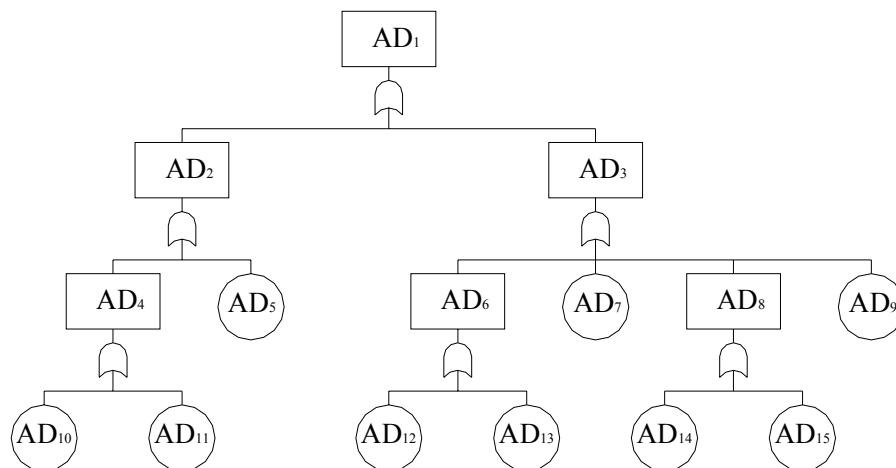 AD₁
AD₂ AD₃
AD₄ AD₅ AD₆ AD₇ AD₈ AD₉
AD₁₀ AD₁₁ AD₁₂ AD₁₃ AD₁₄ AD₁₅